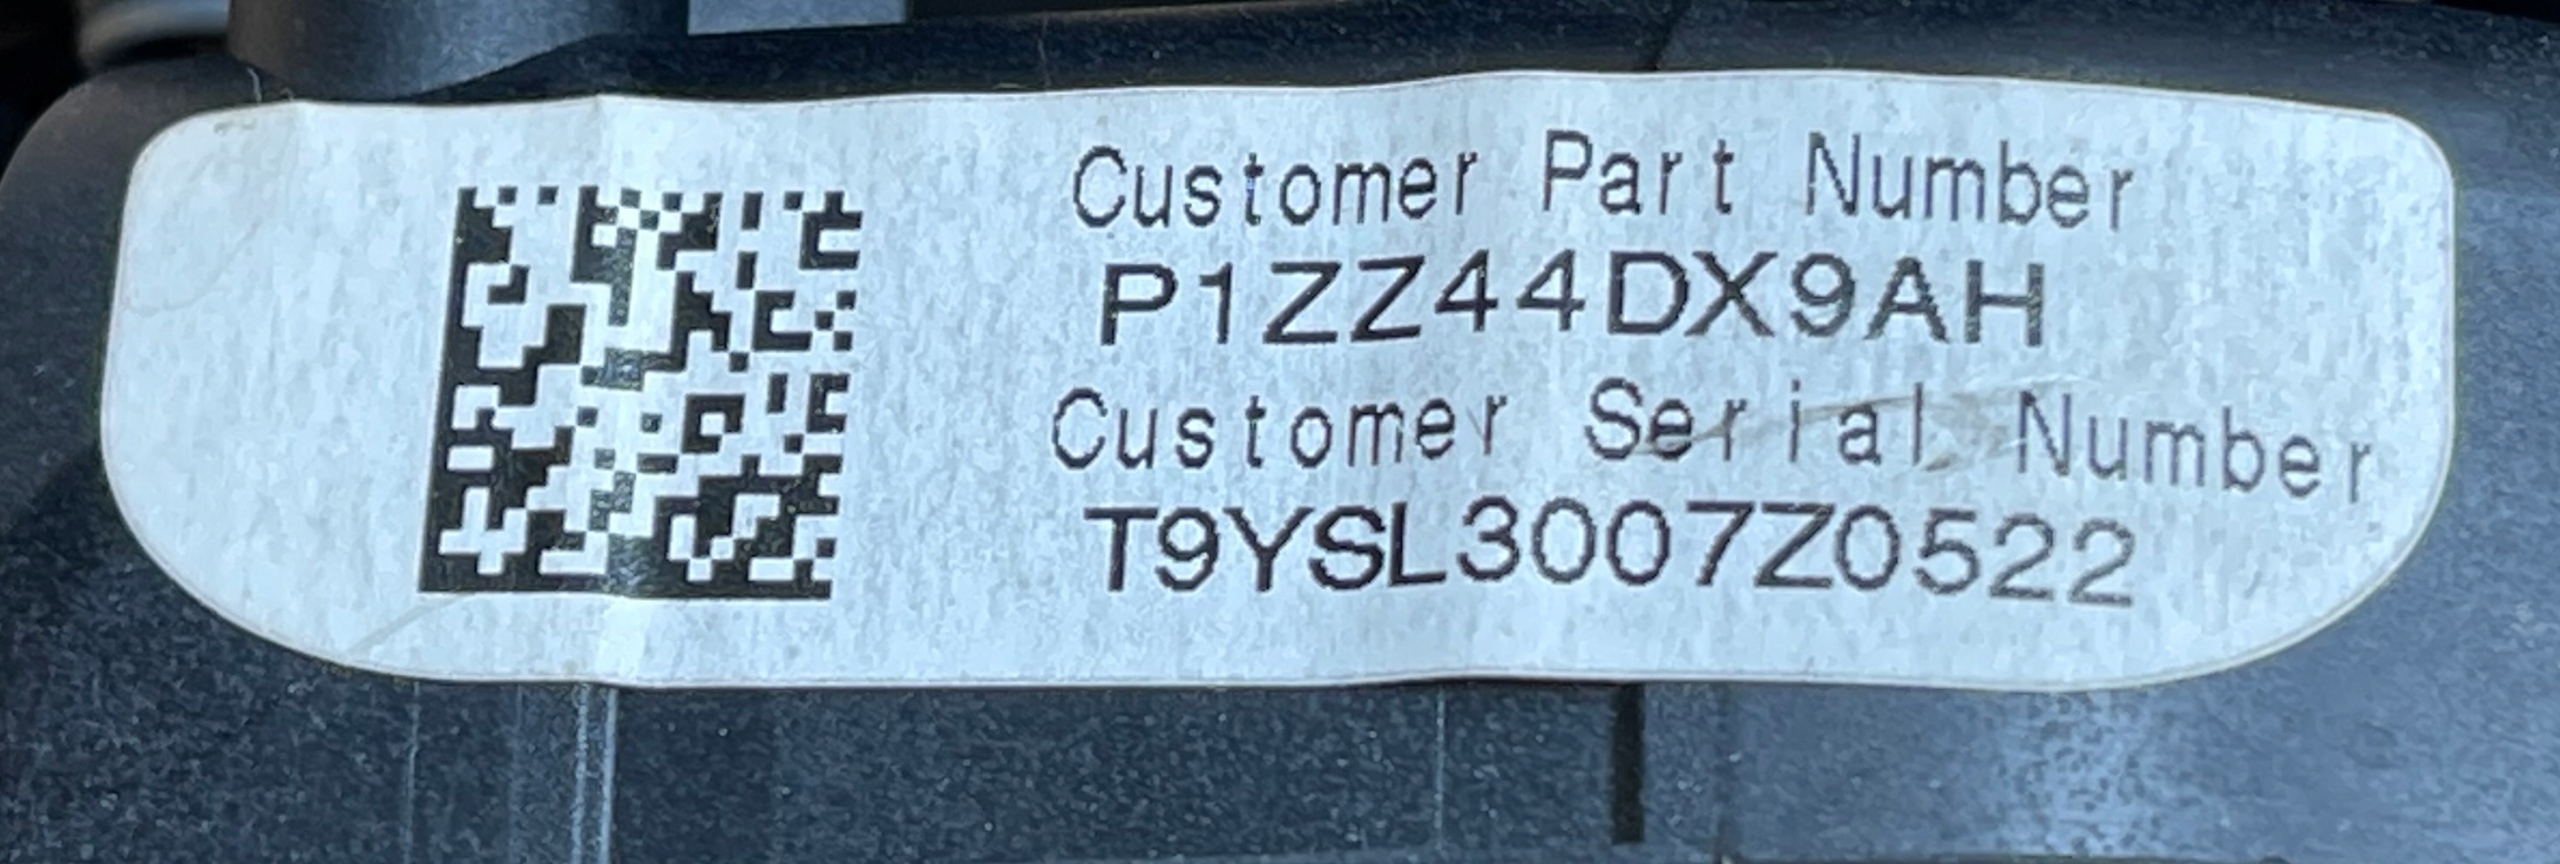 Customer Part Number
P1ZZ44DX9AH
Customer Serial Number
T9YSL3007Z0522